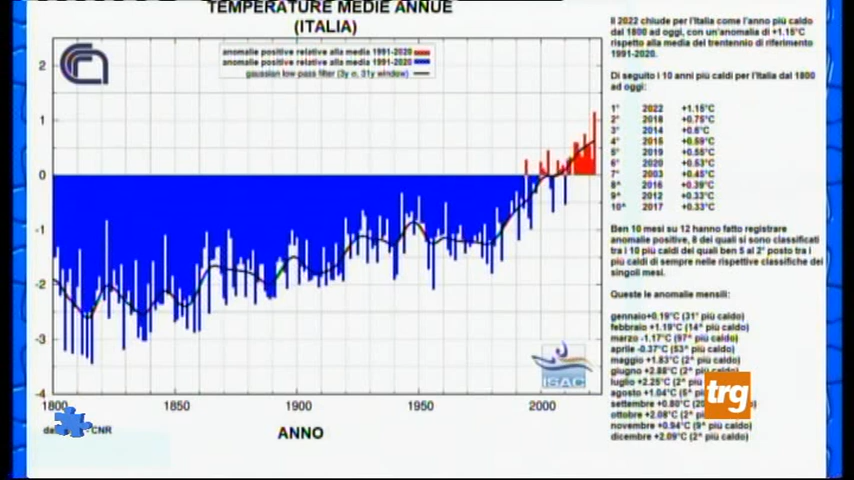 TEMPERATURE MEDIE ANNUE
(ITALIA)
anomalie positive relative alla media 1991-2020
anomalie positive relative alla media 1991-2020
gaussian low-pass filter (3y σ, 31y window)
2
1
0
-1
-2
-3
-4
1800
1850
1900
1950
2000
ANNO
ISAC
- CNR
Il 2022 chiude per l'Italia come l'anno più caldo
dal 1800 ad oggi, con un'anomalia di +1.15°C
rispetto alla media del trentennio di riferimento
1991-2020.
Di seguito i 10 anni più caldi per l'Italia dal 1800
ad oggi:
1° 2022 +1.15°C
2° 2018 +0.75°C
3° 2014 +0.6°C
4° 2015 +0.59°C
5° 2019 +0.55°C
6° 2020 +0.53°C
7° 2003 +0.45°C
8^ 2016 +0.39°C
9^ 2012 +0.33°C
10^ 2017 +0.33°C
Ben 10 mesi su 12 hanno fatto registrare
anomalie positive, 8 dei quali si sono classificati
tra i 10 più caldi dei quali ben 5 al 2° posto tra i
più caldi di sempre nelle rispettive classifiche dei
singoli mesi.
Queste le anomalie mensili:
gennaio+0.19°C (31° più caldo)
febbraio +1.19°C (14^ più caldo)
marzo -1.17°C (97^ più caldo)
aprile -0.37°C (53^ più caldo)
maggio +1.83°C (2^ più caldo)
giugno +2.88°C (2^ più caldo)
luglio +2.25°C (2^ più
agosto +1.04°C
settembre +0.80°C
ottobre +2.08°C (2^
novembre +0.94°C (9^ più caldo)
dicembre +2.09°C (2^ più caldo)
trg